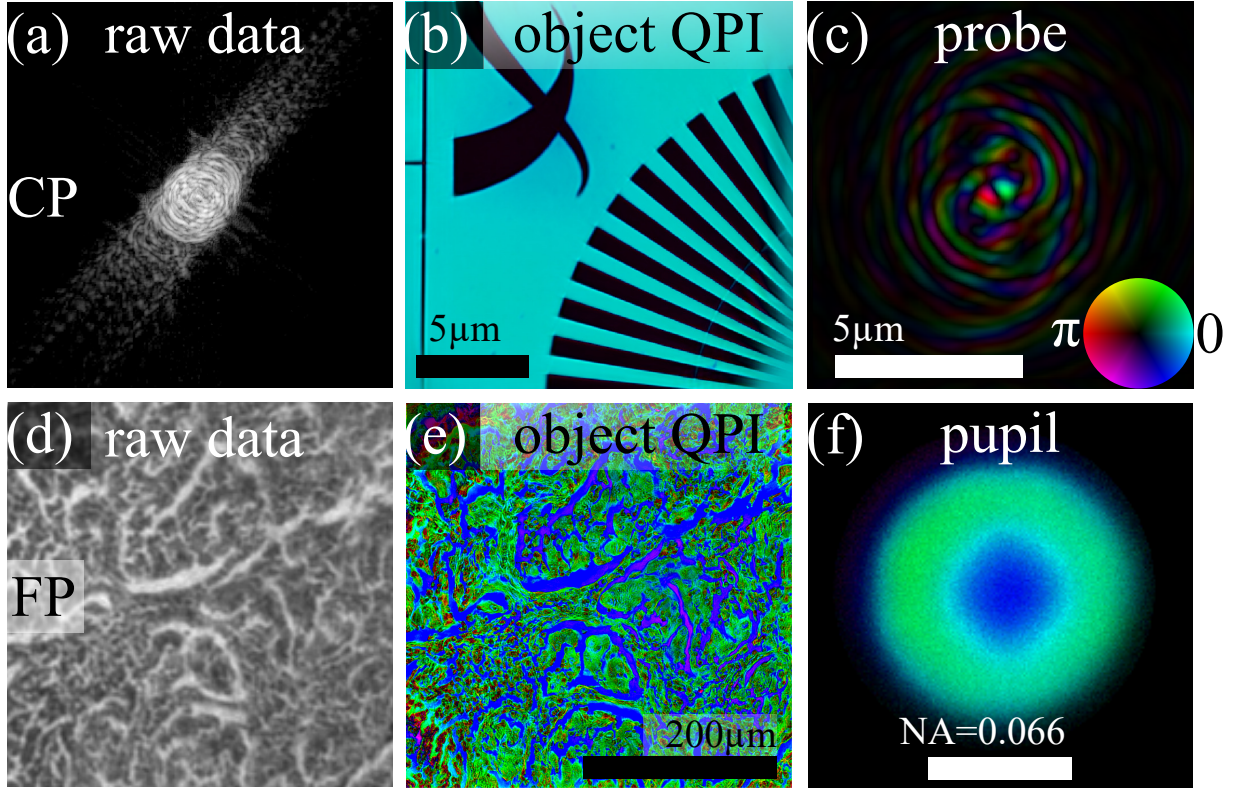 (a) raw data
CP
(b) object QPI
5µm
(c) probe
5µm
π 0
(d) raw data
FP
(e) object QPI
200µm
(f) pupil
NA=0.066